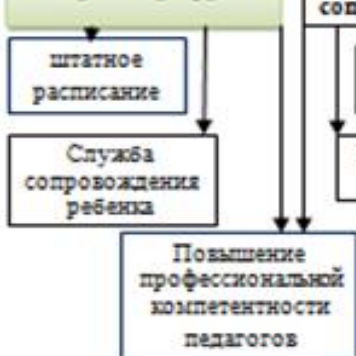 штатное
расписание
Служба
сопровождения
ребенка
Повышение
профессиональной
компетентности
педагогов